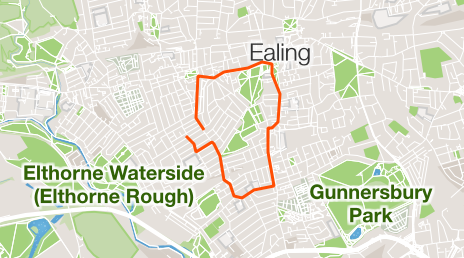 Ealing
Elthorne Waterside
(Elthorne Rough)
Gunnersbury
Park